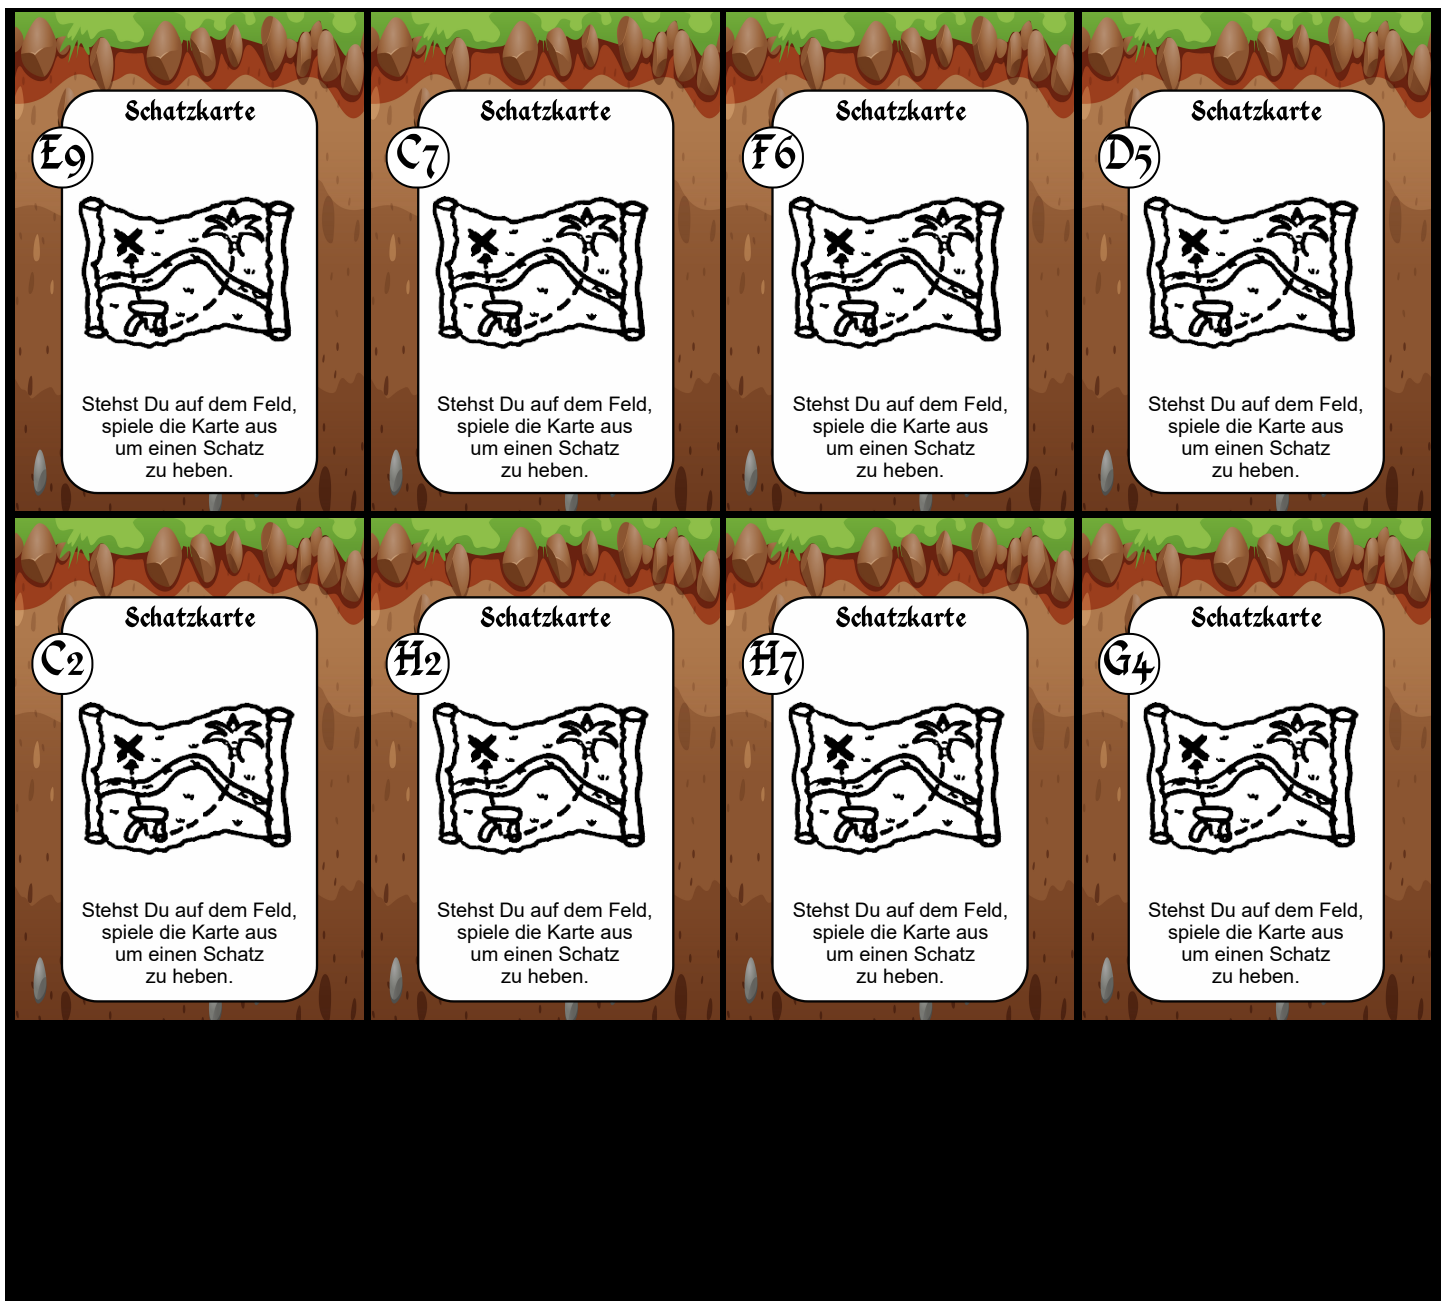 Schatzkarte
E9
Stehst Du auf dem Feld,
spiele die Karte aus
um einen Schatz
zu heben.
Schatzkarte
C7
Stehst Du auf dem Feld,
spiele die Karte aus
um einen Schatz
zu heben.
Schatzkarte
F6
Stehst Du auf dem Feld,
spiele die Karte aus
um einen Schatz
zu heben.
Schatzkarte
D5
Stehst Du auf dem Feld,
spiele die Karte aus
um einen Schatz
zu heben.
Schatzkarte
C2
Stehst Du auf dem Feld,
spiele die Karte aus
um einen Schatz
zu heben.
Schatzkarte
H2
Stehst Du auf dem Feld,
spiele die Karte aus
um einen Schatz
zu heben.
Schatzkarte
H7
Stehst Du auf dem Feld,
spiele die Karte aus
um einen Schatz
zu heben.
Schatzkarte
G4
Stehst Du auf dem Feld,
spiele die Karte aus
um einen Schatz
zu heben.